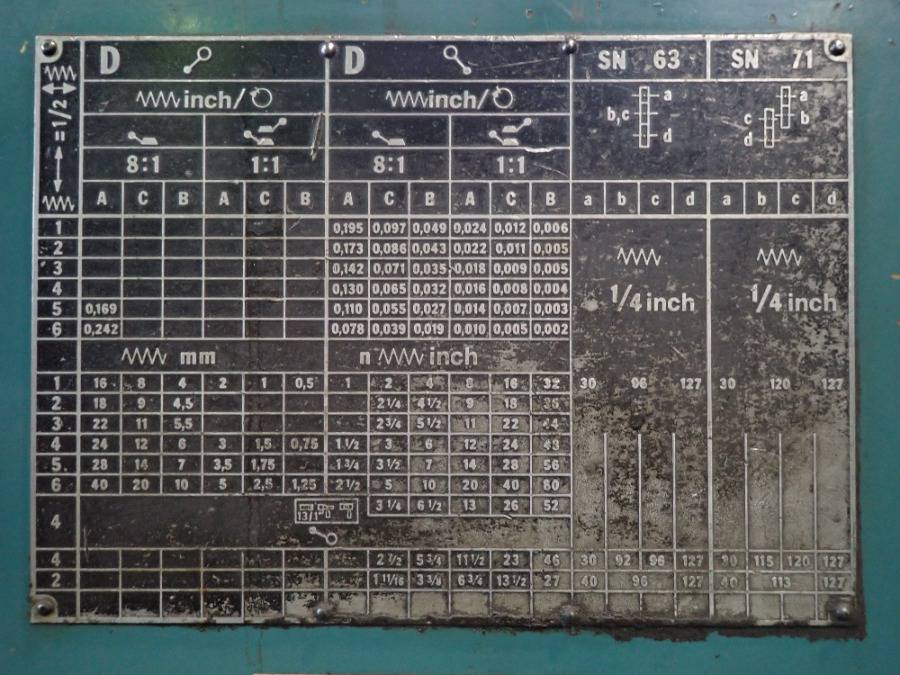 D D SN 63 SN 71
= 1/2
inch/ inch/
a a
b,c c b
d d
8:1 1:1 8:1 1:1
A C B A C B A C B A C B a b c d a b c d
1 0,195 0,097 0,049 0,024 0,012 0,006
2 0,173 0,086 0,043 0,022 0,011 0,005
3 0,142 0,071 0,035 0,018 0,009 0,005
4 0,130 0,065 0,032 0,016 0,008 0,004
5 0,169 0,110 0,055 0,027 0,014 0,007 0,003
6 0,242 0,078 0,039 0,019 0,010 0,005 0,002
1/4 inch 1/4 inch
mm n inch
1 16 8 4 2 1 0,5 1 2 4 8 16 32 30 96 127 30 120 127
2 18 9 4,5 2 1/4 4 1/2 9 18 36
3 22 11 5,5 2 3/4 5 1/2 11 22 44
4 24 12 6 3 1,5 0,75 1 1/2 3 6 12 24 48
5 28 14 7 3,5 1,75 1 3/4 3 1/2 7 14 28 56
6 40 20 10 5 2,5 1,25 2 1/2 5 10 20 40 80
4 13/1 3 1/4 6 1/2 13 26 52
4 2 7/2 5 3/4 11 1/2 23 46 30 92 96 127 30 115 120 127
2 1 11/16 3 3/8 6 3/4 13 1/2 27 40 96 127 40 113 127